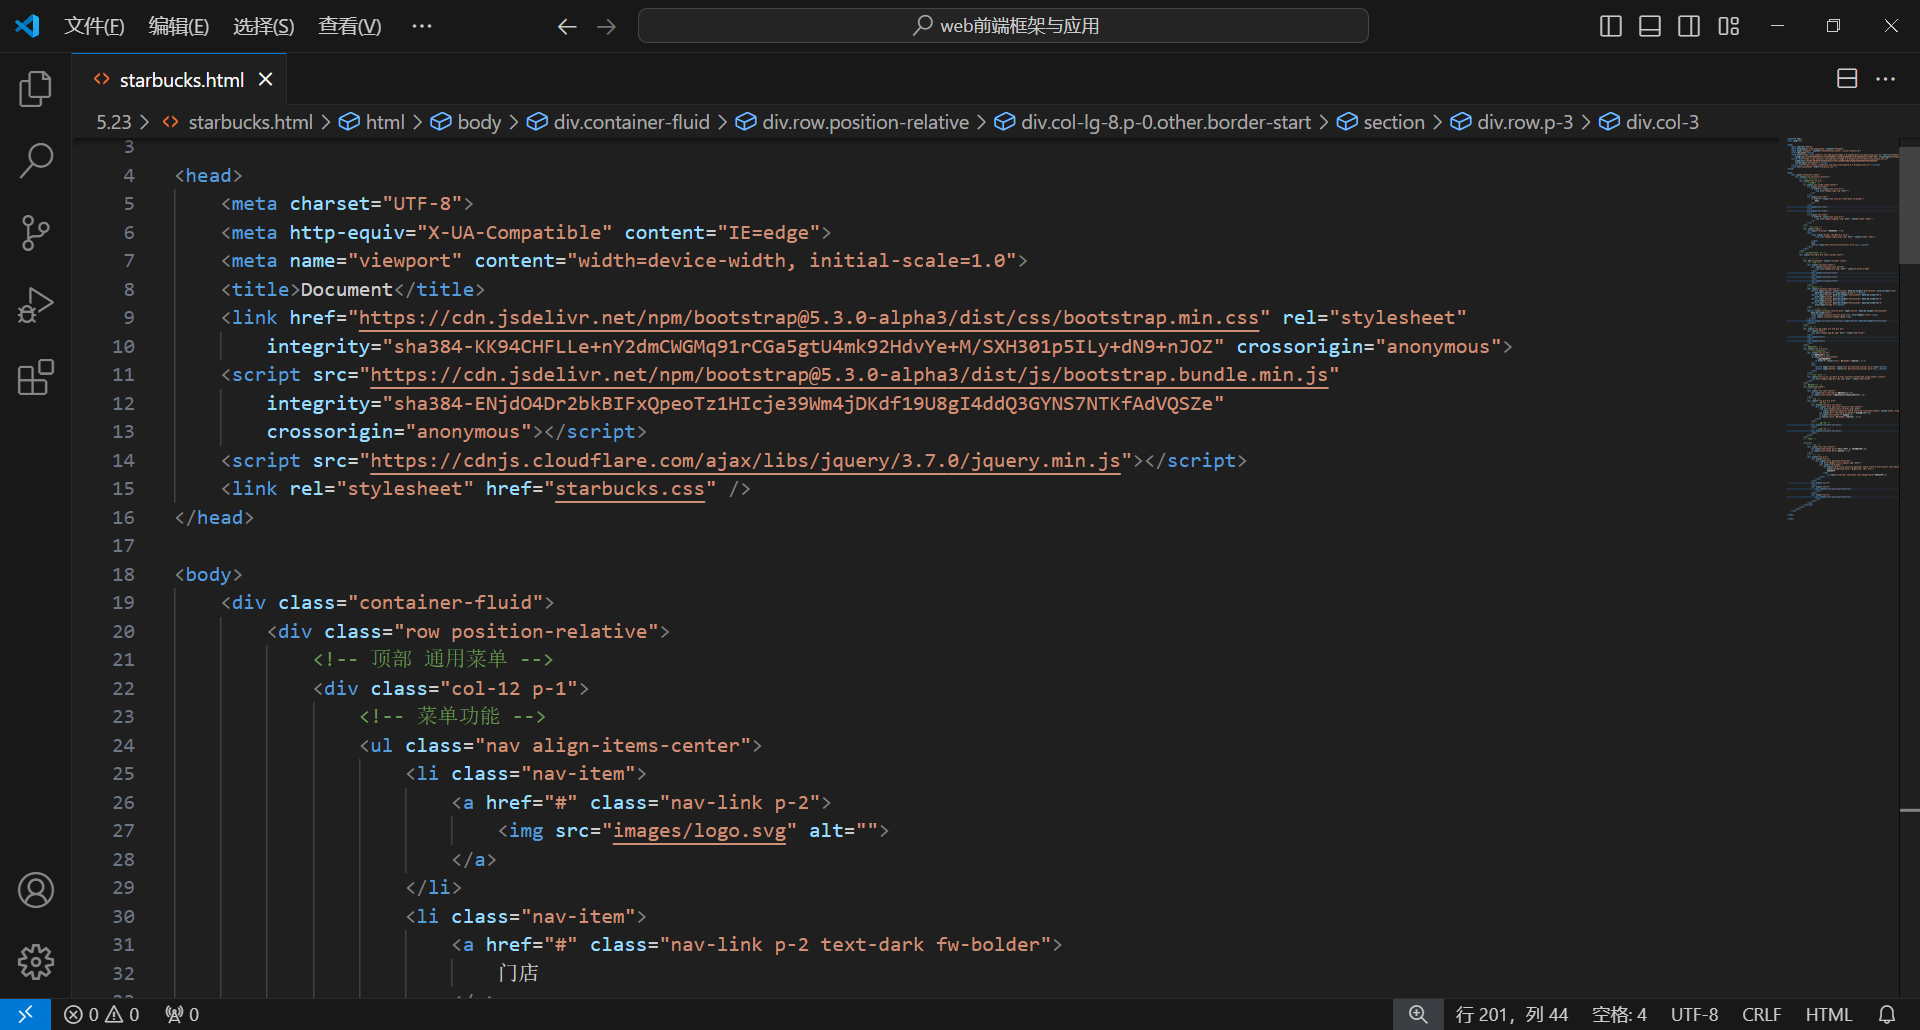 文件(F) 编辑(E) 选择(S) 查看(V) ··· web前端框架与应用
starbucks.html
5.23 > starbucks.html > html > body > div.container-fluid > div.row.position-relative > div.col-lg-8.p-0.other.border-start > section > div.row.p-3 > div.col-3
3
4 <head>
5 <meta charset="UTF-8">
6 <meta http-equiv="X-UA-Compatible" content="IE=edge">
7 <meta name="viewport" content="width=device-width, initial-scale=1.0">
8 <title>Document</title>
9 <link href="https://cdn.jsdelivr.net/npm/bootstrap@5.3.0-alpha3/dist/css/bootstrap.min.css" rel="stylesheet"
10 integrity="sha384-KK94CHFLLe+nY2dmCWGMq91rCGa5gtU4mk92HdvYe+M/SXH301p5ILy+dN9+nJOZ" crossorigin="anonymous">
11 <script src="https://cdn.jsdelivr.net/npm/bootstrap@5.3.0-alpha3/dist/js/bootstrap.bundle.min.js"
12 integrity="sha384-ENjdO4Dr2bkBIFxQpeoTz1HIcje39Wm4jDKdf19U8gI4ddQ3GYNS7NTKfAdVQSZe"
13 crossorigin="anonymous"></script>
14 <script src="https://cdnjs.cloudflare.com/ajax/libs/jquery/3.7.0/jquery.min.js"></script>
15 <link rel="stylesheet" href="starbucks.css" />
16 </head>
17
18 <body>
19 <div class="container-fluid">
20 <div class="row position-relative">
21 <!-- 顶部 通用菜单 -->
22 <div class="col-12 p-1">
23 <!-- 菜单功能 -->
24 <ul class="nav align-items-center">
25 <li class="nav-item">
26 <a href="#" class="nav-link p-2">
27 <img src="images/logo.svg" alt="">
28 </a>
29 </li>
30 <li class="nav-item">
31 <a href="#" class="nav-link p-2 text-dark fw-bolder">
32 门店
0 0 0 行 201，列 44 空格: 4 UTF-8 CRLF HTML